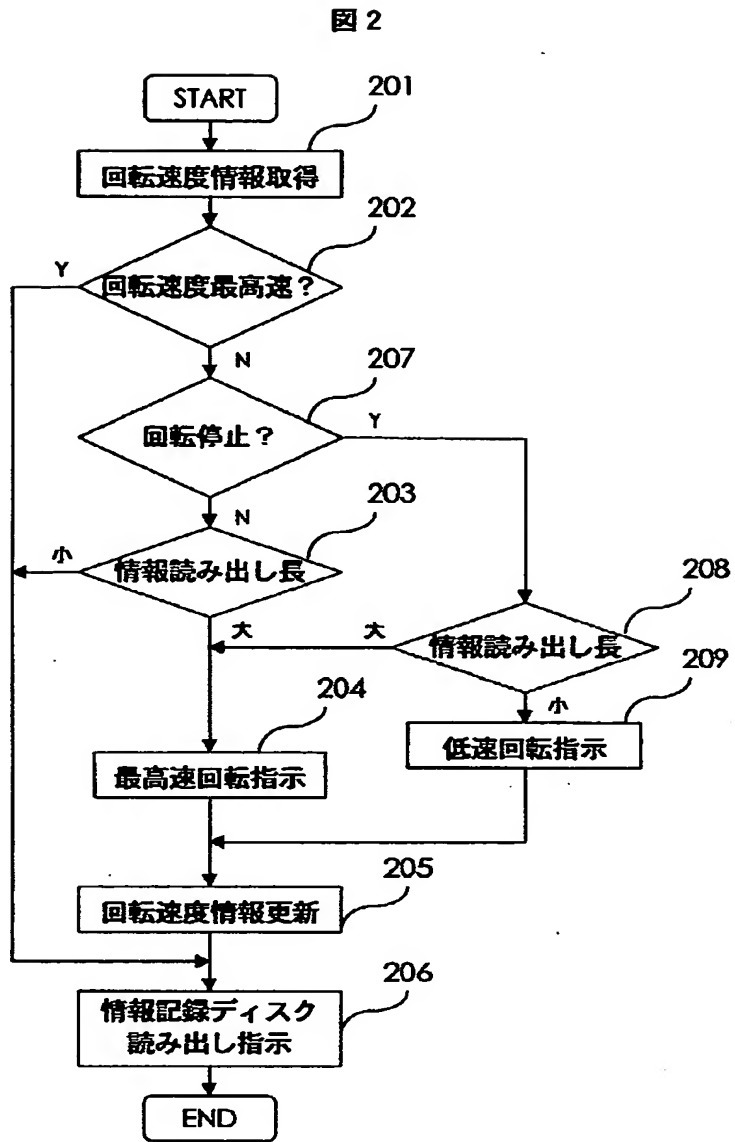 図2
START
201
回転速度情報取得
202
Y
回転速度最高速?
N
207
回転停止?
Y
N
203
小
情報読み出し長
大
208
大
情報読み出し長
小
209
低速回転指示
204
最高速回転指示
205
回転速度情報更新
206
情報記録ディスク
読み出し指示
END